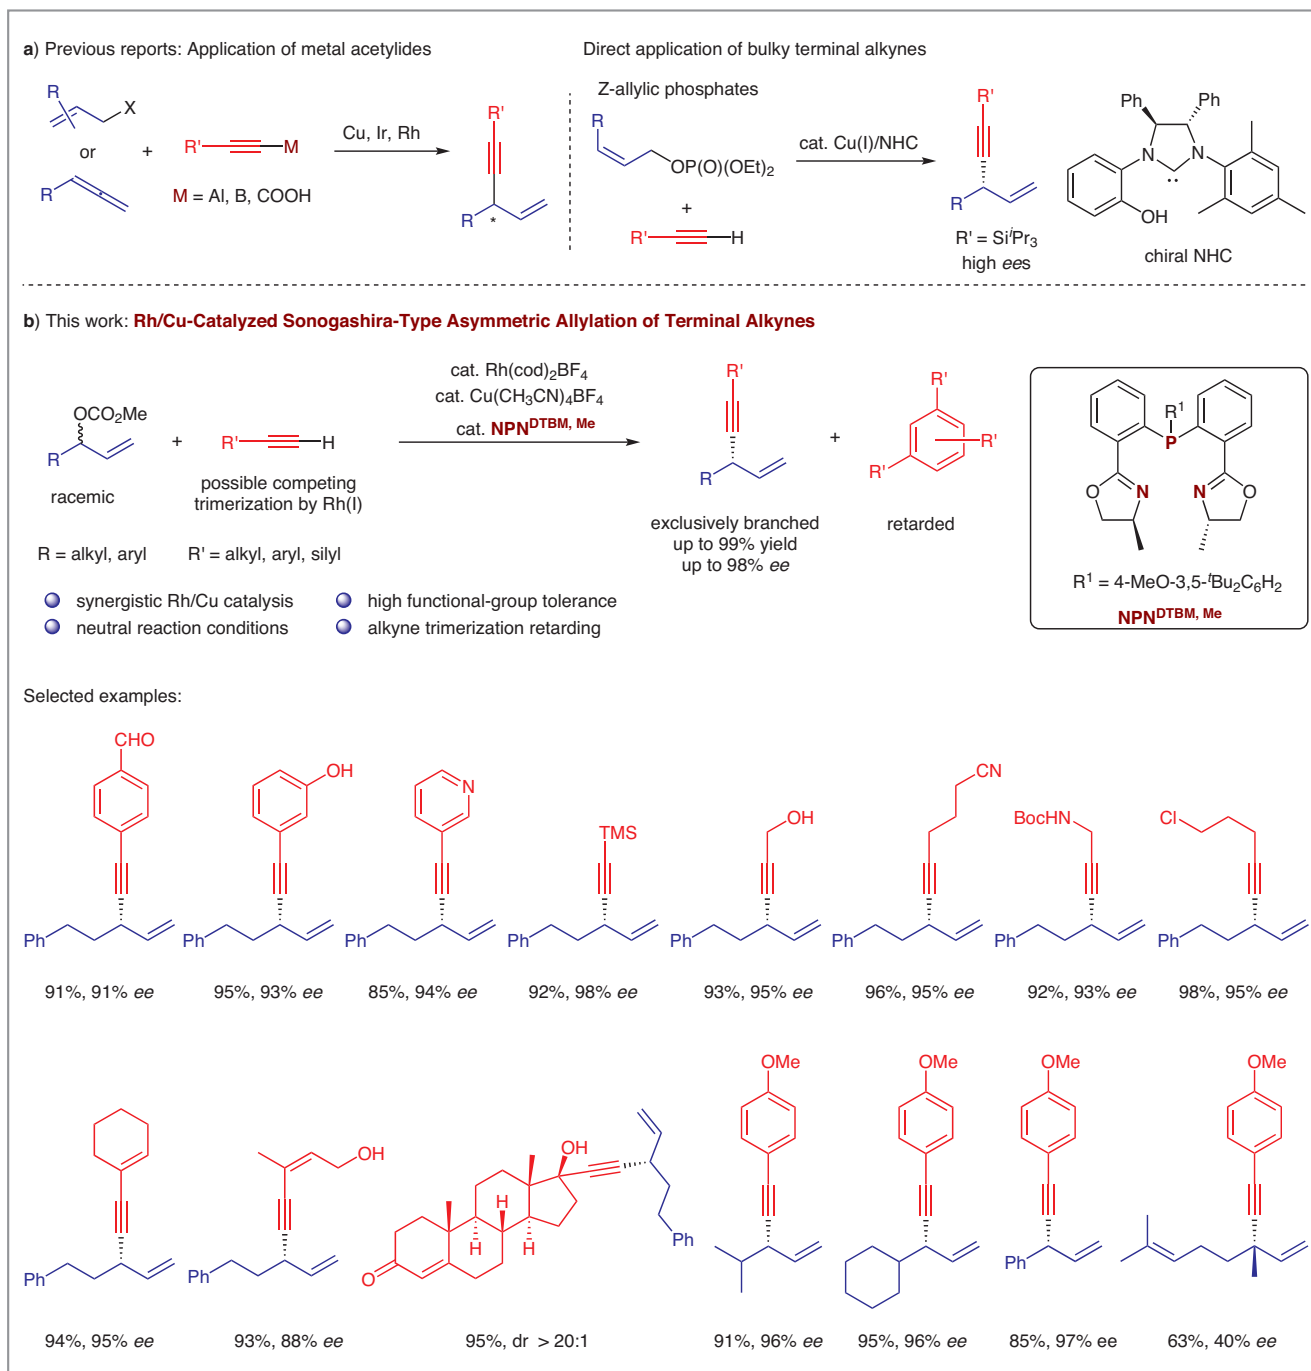 a) Previous reports: Application of metal acetylides
Direct application of bulky terminal alkynes
R
X
or
R
+
R'
M
M = Al, B, COOH
Cu, Ir, Rh
R'
R
*
Z-allylic phosphates
R
OP(O)(OEt)2
+
R'
H
cat. Cu(I)/NHC
R'
R
R' = SiiPr3
high ees
Ph
Ph
N
N
OH
chiral NHC
b) This work: Rh/Cu-Catalyzed Sonogashira-Type Asymmetric Allylation of Terminal Alkynes
OCO2Me
R
racemic
+
R'
H
possible competing
trimerization by Rh(I)
cat. Rh(cod)2BF4
cat. Cu(CH3CN)4BF4
cat. NPNDTBM, Me
R'
R
exclusively branched
up to 99% yield
up to 98% ee
+
R'
R'
R'
retarded
R = alkyl, aryl
R' = alkyl, aryl, silyl
synergistic Rh/Cu catalysis
high functional-group tolerance
neutral reaction conditions
alkyne trimerization retarding
R1
P
O
N
N
O
R1 = 4-MeO-3,5-tBu2C6H2
NPNDTBM, Me
Selected examples:
CHO
Ph
91%, 91% ee
OH
Ph
95%, 93% ee
N
Ph
85%, 94% ee
TMS
Ph
92%, 98% ee
OH
Ph
93%, 95% ee
CN
Ph
96%, 95% ee
BocHN
Ph
92%, 93% ee
Cl
Ph
98%, 95% ee
Ph
94%, 95% ee
OH
Ph
93%, 88% ee
OH
H
H
H
O
Ph
95%, dr > 20:1
OMe
91%, 96% ee
OMe
95%, 96% ee
OMe
Ph
85%, 97% ee
OMe
63%, 40% ee